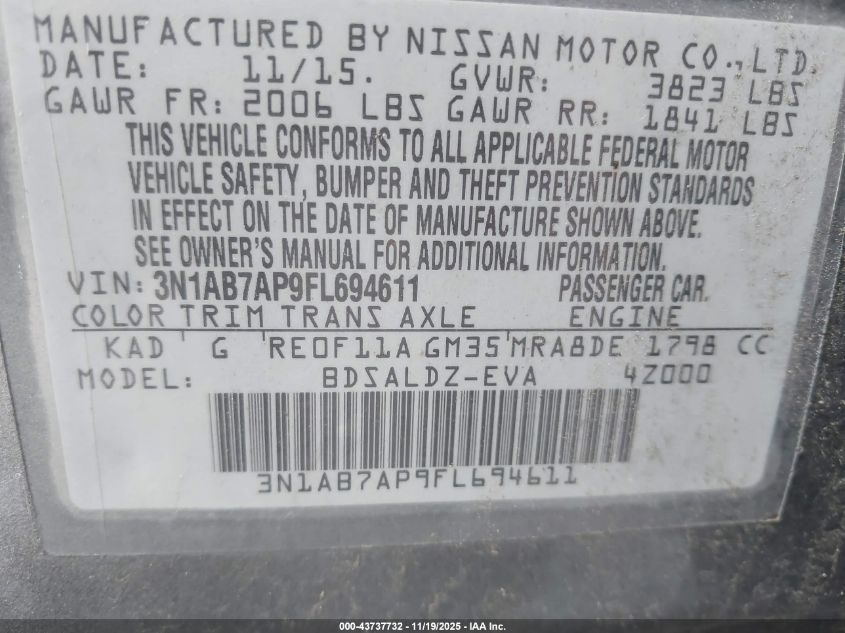 MANUFACTURED BY NISSAN MOTOR CO., LTD.
DATE: 11/15. GVWR: 3823 LBS
GAWR FR: 2006 LBS GAWR RR: 1841 LBS
THIS VEHICLE CONFORMS TO ALL APPLICABLE FEDERAL MOTOR
VEHICLE SAFETY, BUMPER AND THEFT PREVENTION STANDARDS
IN EFFECT ON THE DATE OF MANUFACTURE SHOWN ABOVE.
SEE OWNER'S MANUAL FOR ADDITIONAL INFORMATION.
VIN: 3N1AB7AP9FL694611 PASSENGER CAR.
COLOR TRIM TRANS AXLE ENGINE
KAD G RE0F11A GM35 MRA8DE 1798 CC
MODEL: BDSALDZ-EVA 4Z000
3N1AB7AP9FL694611
000-43737732 - 11/19/2025 - IAA Inc.